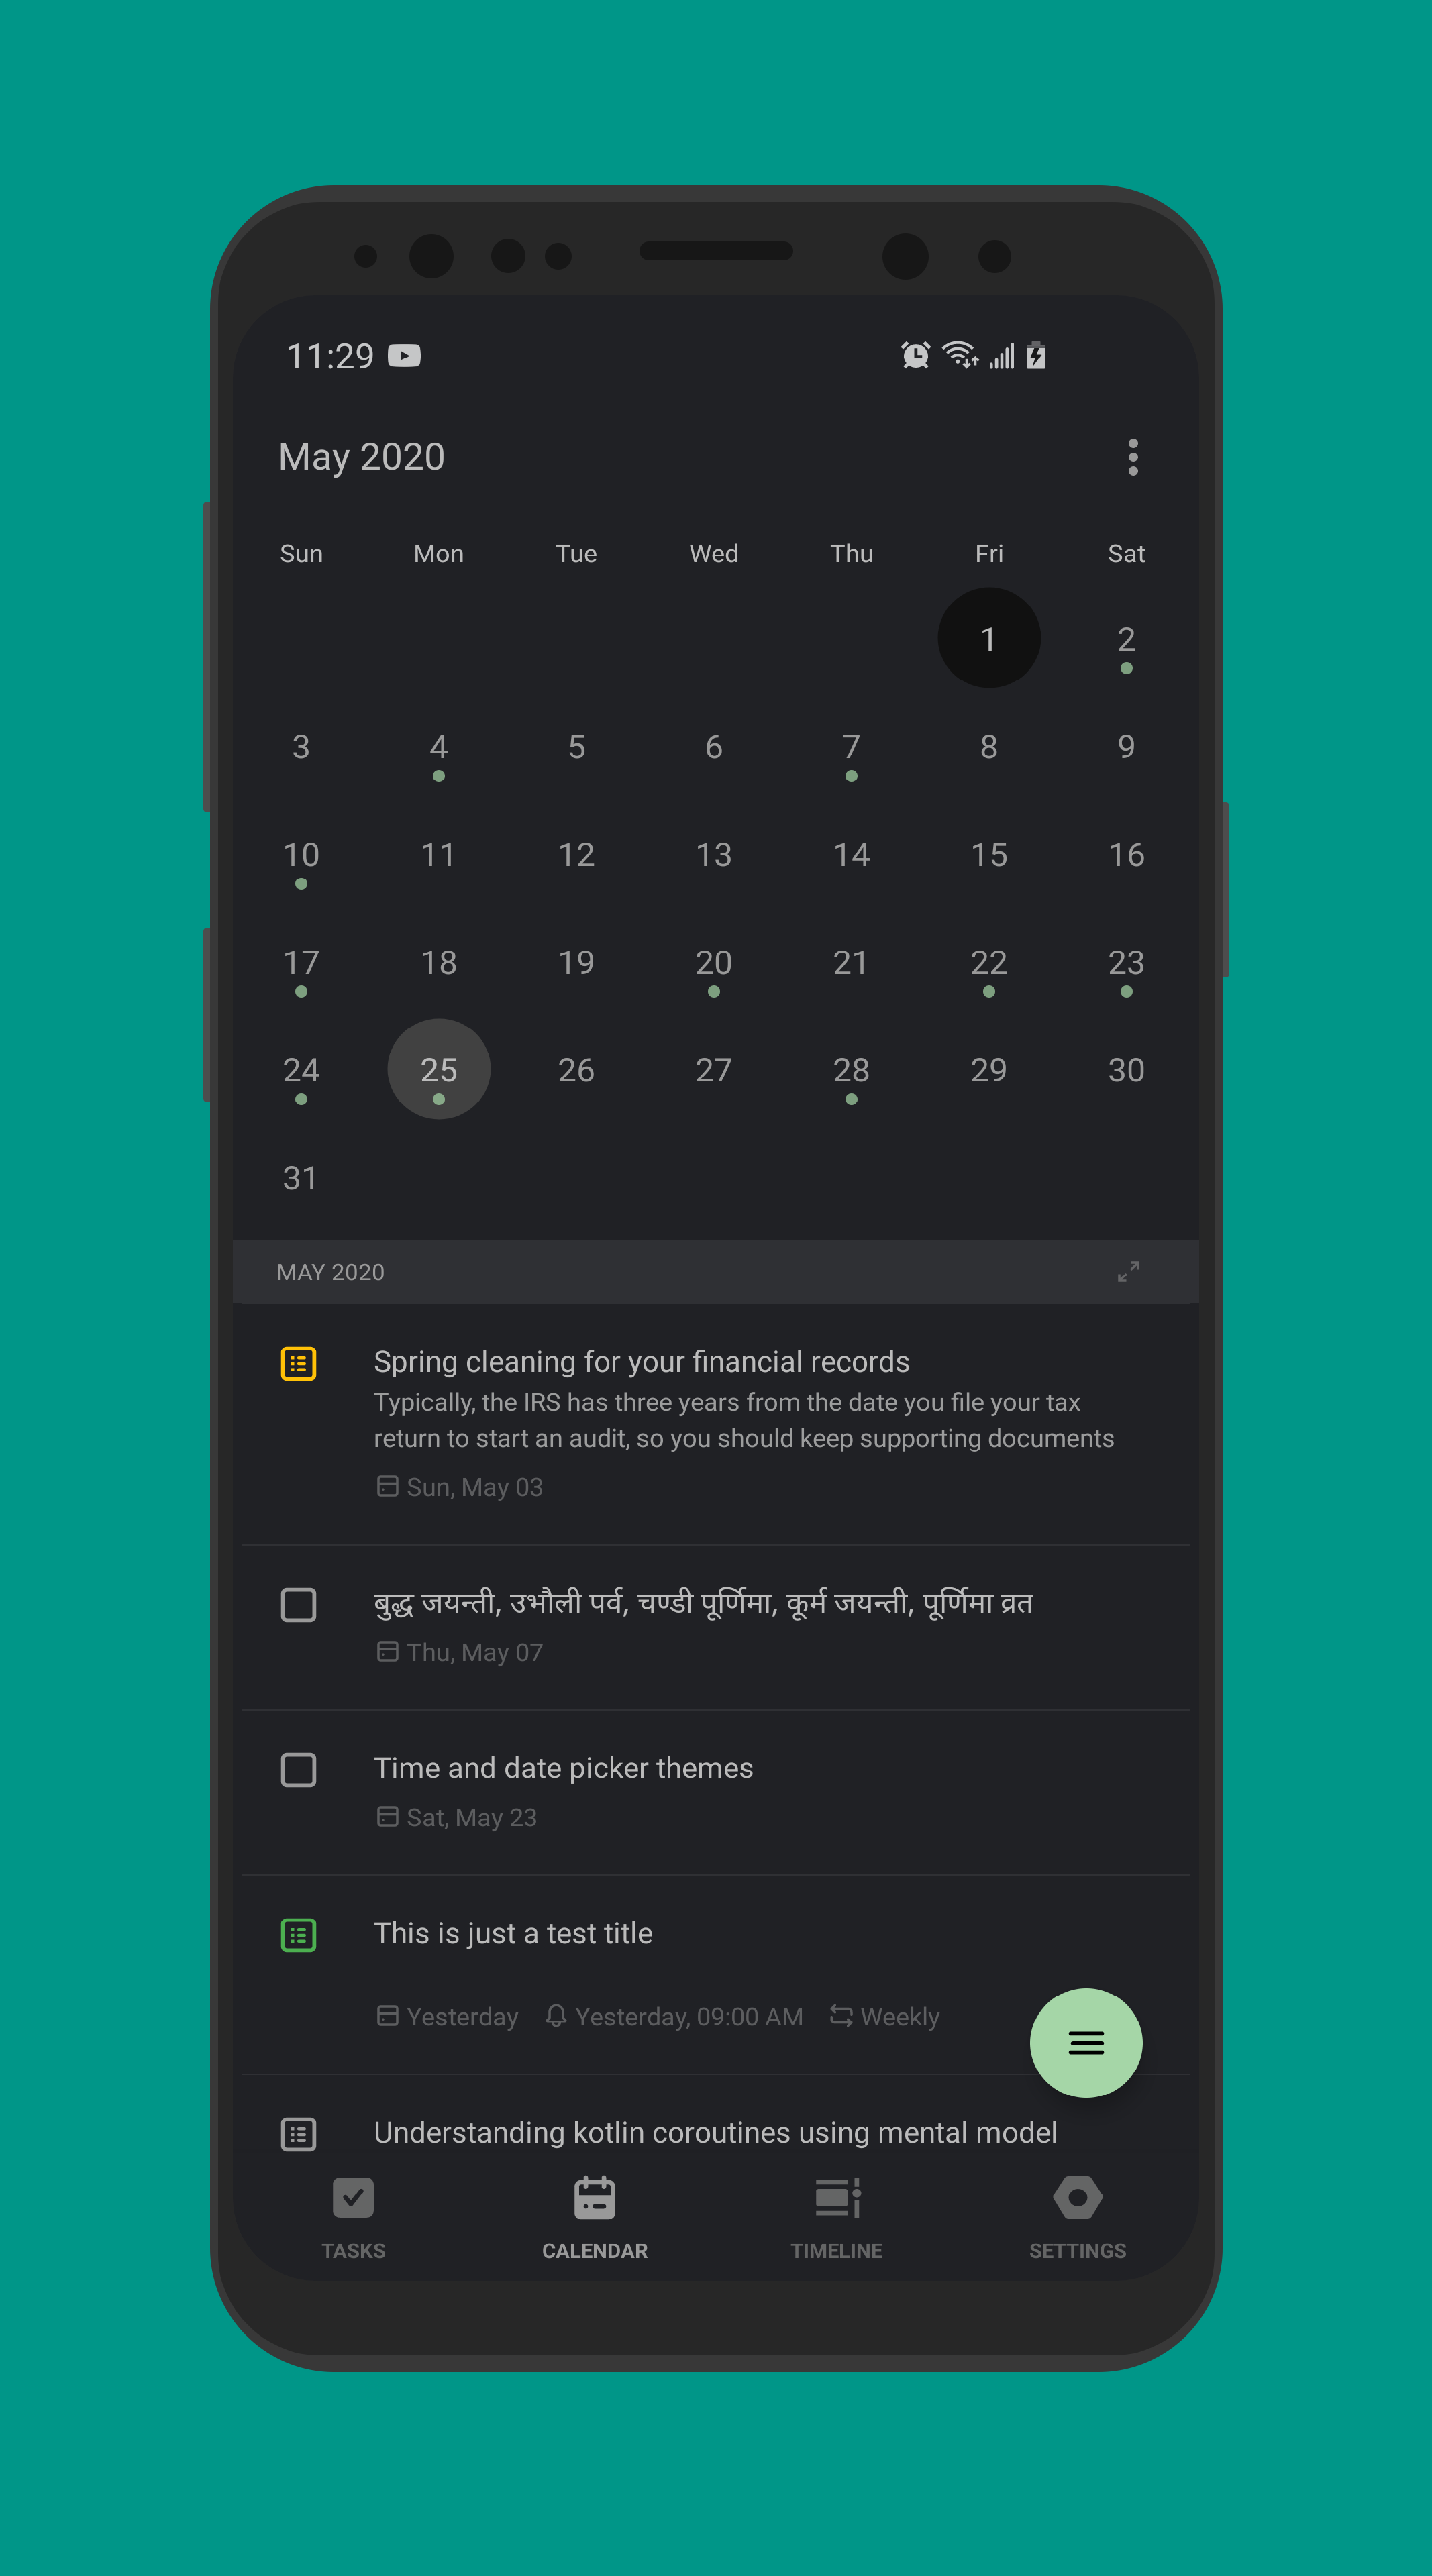 11:29
May 2020
Sun Mon Tue Wed Thu Fri Sat
1 2
3 4 5 6 7 8 9
10 11 12 13 14 15 16
17 18 19 20 21 22 23
24 25 26 27 28 29 30
31
MAY 2020
Spring cleaning for your financial records
Typically, the IRS has three years from the date you file your tax
return to start an audit, so you should keep supporting documents
Sun, May 03
बुद्ध जयन्ती, उभौली पर्व, चण्डी पूर्णिमा, कूर्म जयन्ती, पूर्णिमा व्रत
Thu, May 07
Time and date picker themes
Sat, May 23
This is just a test title
Yesterday Yesterday, 09:00 AM Weekly
Understanding kotlin coroutines using mental model
TASKS CALENDAR TIMELINE SETTINGS